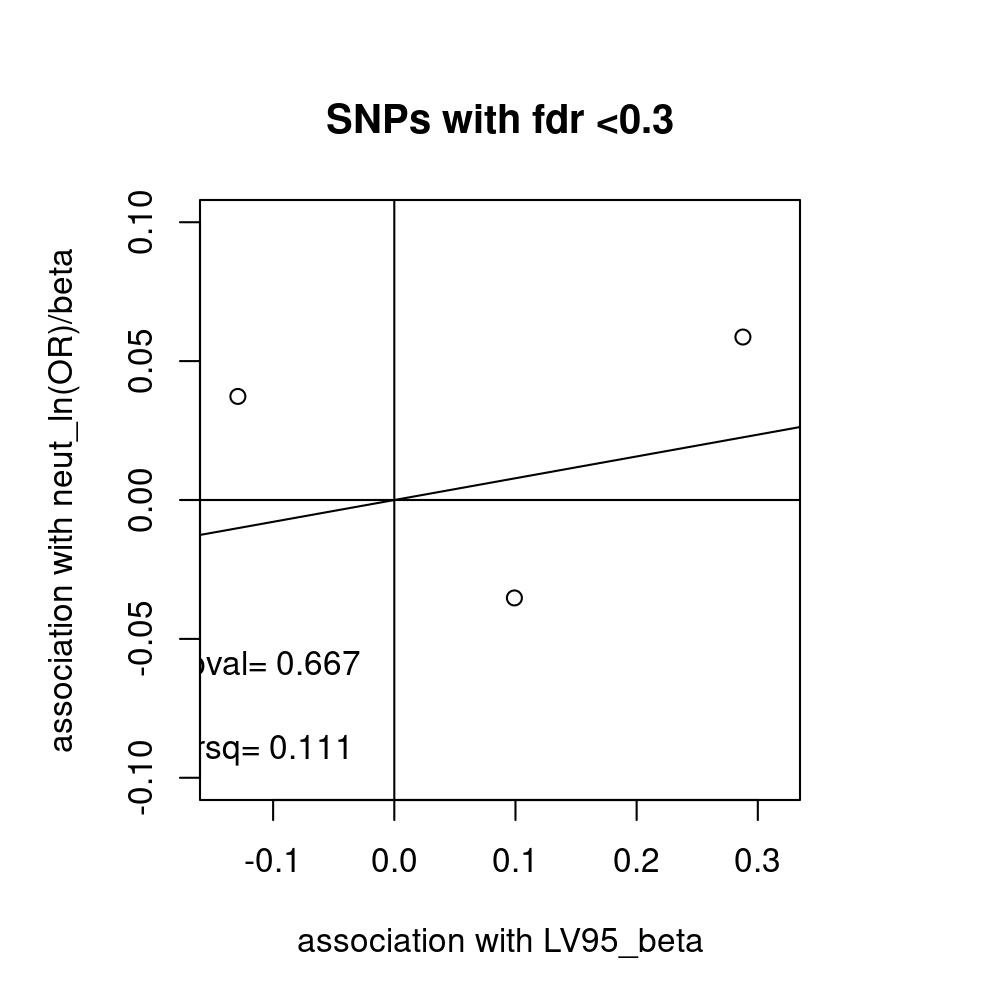 SNPs with fdr <0.3
association with neut_ln(OR)/beta
0.10
0.05
0.00
-0.05
-0.10
pval= 0.667
rsq= 0.111
-0.1 0.0 0.1 0.2 0.3
association with LV95_beta